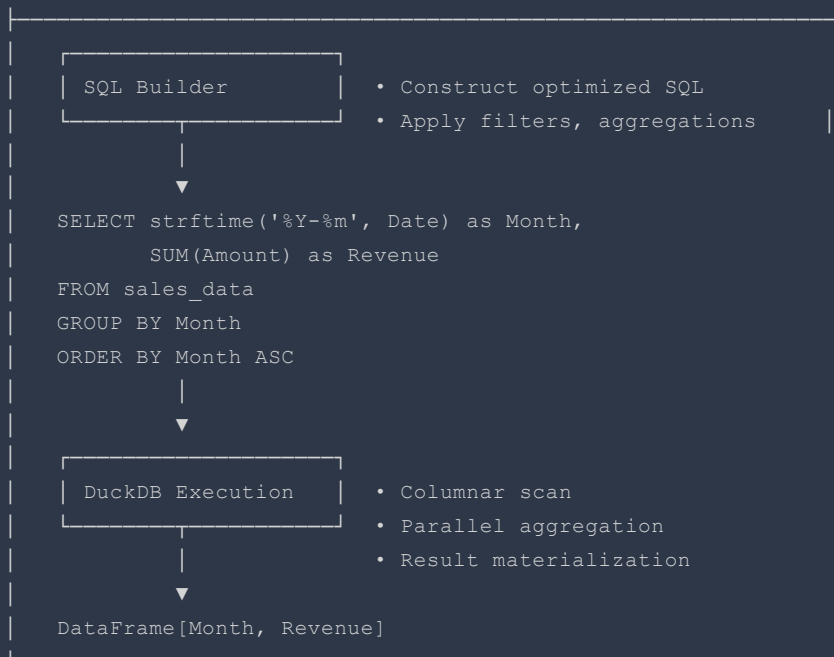 SQL Builder • Construct optimized SQL
• Apply filters, aggregations
SELECT strftime('%Y-%m', Date) as Month,
SUM(Amount) as Revenue
FROM sales_data
GROUP BY Month
ORDER BY Month ASC
DuckDB Execution • Columnar scan
• Parallel aggregation
• Result materialization
DataFrame[Month, Revenue]